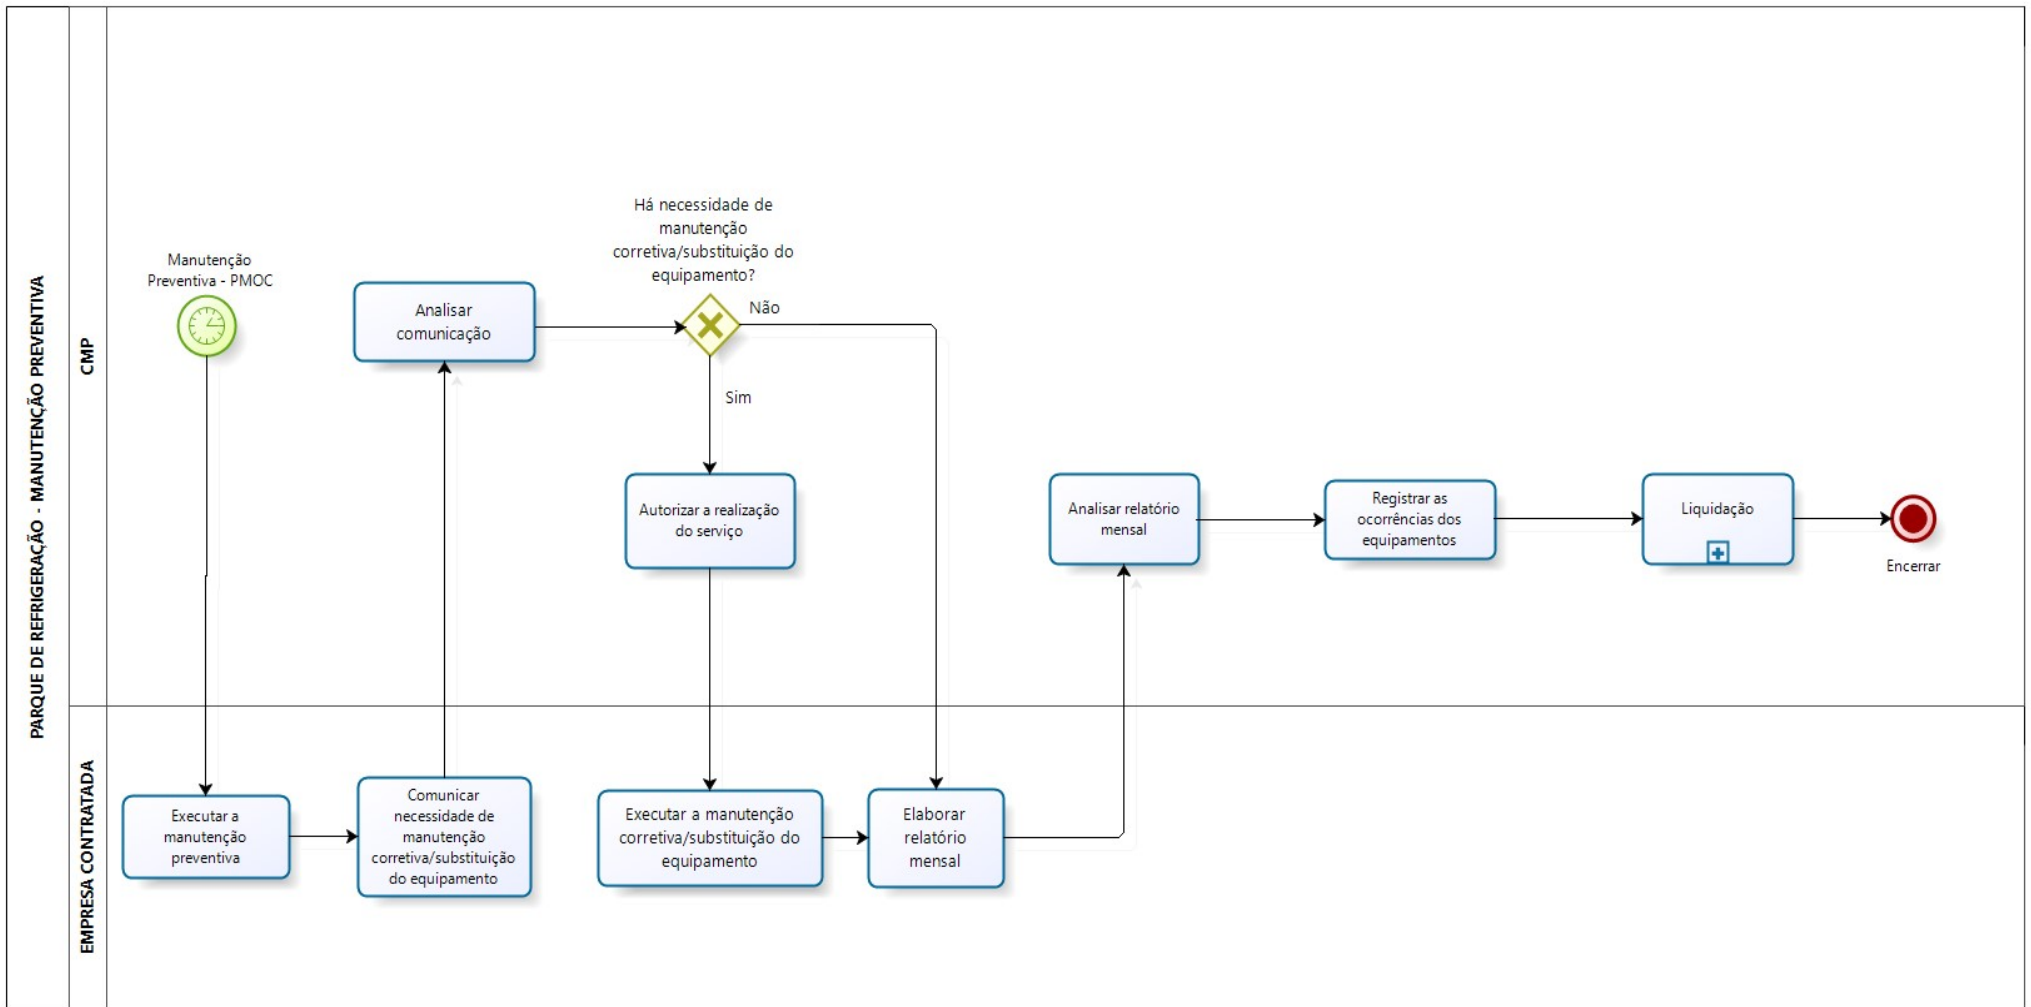 PARQUE DE REFRIGERAÇÃO - MANUTENÇÃO PREVENTIVA
CMP
Manutenção
Preventiva - PMOC
Analisar
comunicação
Há necessidade de
manutenção
corretiva/substituição do
equipamento?
Não
Sim
Autorizar a realização
do serviço
Analisar relatório
mensal
Registrar as
ocorrências dos
equipamentos
Liquidação
Encerrar
EMPRESA CONTRATADA
Executar a
manutenção
preventiva
Comunicar
necessidade de
manutenção
corretiva/substituição
do equipamento
Executar a manutenção
corretiva/substituição do
equipamento
Elaborar
relatório
mensal